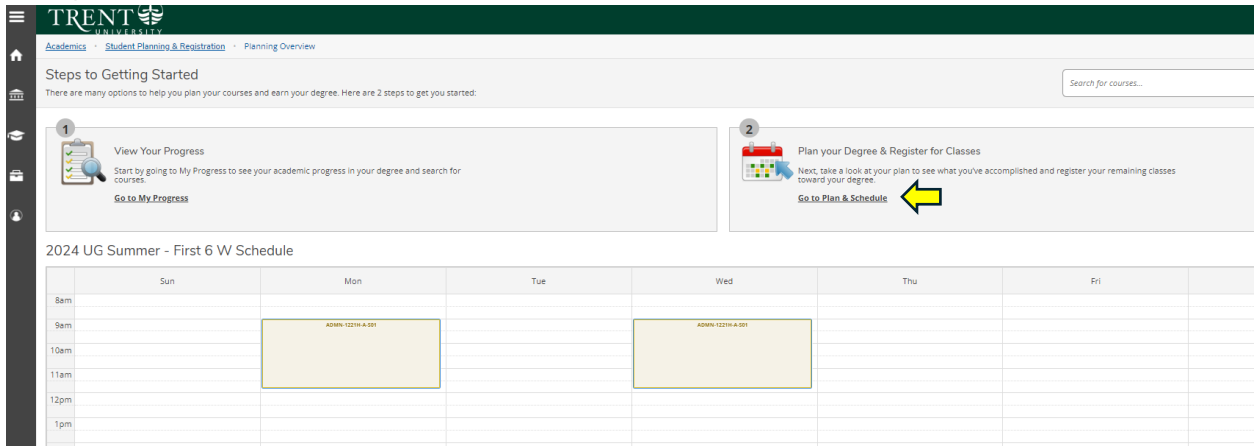 TRENT
UNIVERSITY
Academics · Student Planning & Registration · Planning Overview
Steps to Getting Started
There are many options to help you plan your courses and earn your degree. Here are 2 steps to get you started:
Search for courses...
1
View Your Progress
Start by going to My Progress to see your academic progress in your degree and search for
courses.
Go to My Progress
2
Plan your Degree & Register for Classes
Next, take a look at your plan to see what you've accomplished and register your remaining classes
toward your degree.
Go to Plan & Schedule
2024 UG Summer - First 6 W Schedule
Sun Mon Tue Wed Thu Fri
8am
9am ADMN-1221H-A-S01 ADMN-1221H-A-S01
10am
11am
12pm
1pm